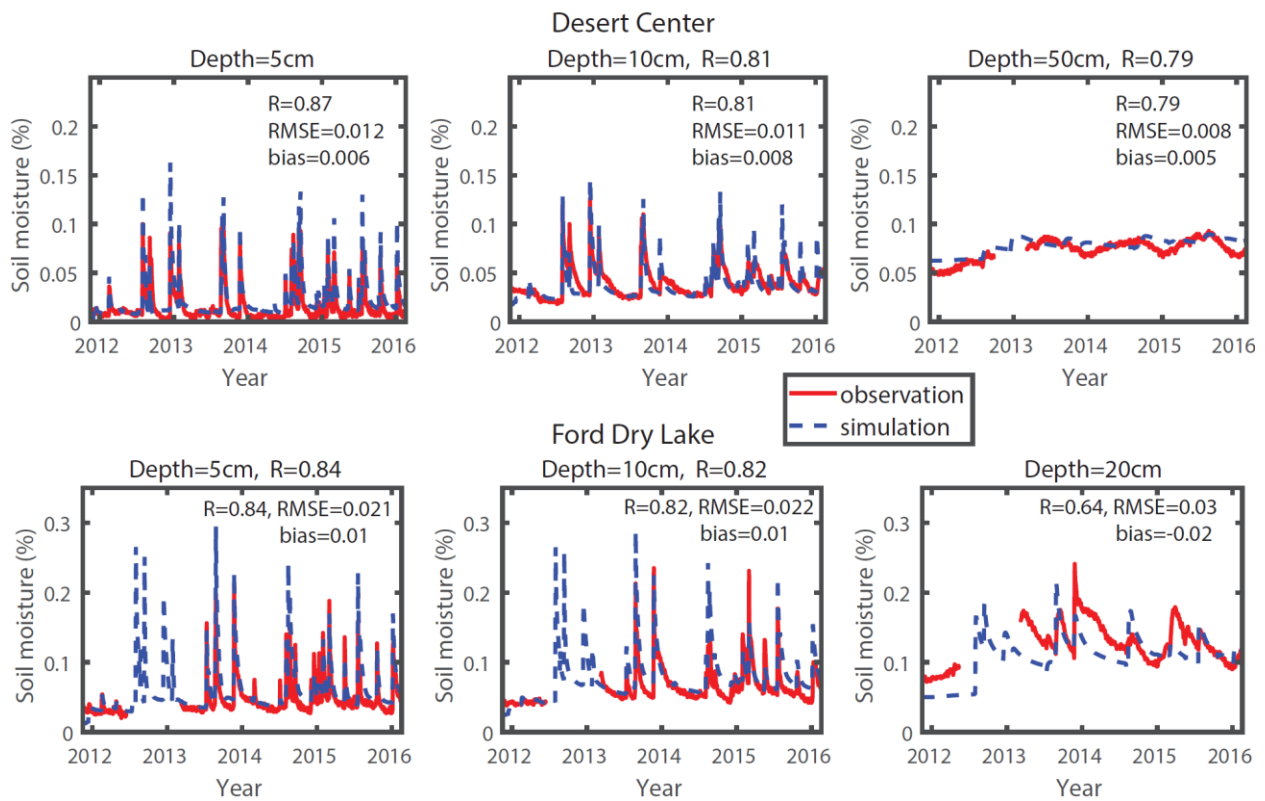 Desert Center
Depth=5cm
R=0.87
RMSE=0.012
bias=0.006
Soil moisture (%)
0.2
0.15
0.1
0.05
0
2012 2013 2014 2015 2016
Year
Depth=10cm, R=0.81
R=0.81
RMSE=0.011
bias=0.008
Soil moisture (%)
0.2
0.15
0.1
0.05
0
2012 2013 2014 2015 2016
Year
Depth=50cm, R=0.79
R=0.79
RMSE=0.008
bias=0.005
Soil moisture (%)
0.2
0.15
0.1
0.05
0
2012 2013 2014 2015 2016
Year
observation
simulation
Ford Dry Lake
Depth=5cm, R=0.84
R=0.84, RMSE=0.021
bias=0.01
Soil moisture (%)
0.3
0.2
0.1
0
2012 2013 2014 2015 2016
Year
Depth=10cm, R=0.82
R=0.82, RMSE=0.022
bias=0.01
Soil moisture (%)
0.3
0.2
0.1
0
2012 2013 2014 2015 2016
Year
Depth=20cm
R=0.64, RMSE=0.03
bias=-0.02
Soil moisture (%)
0.3
0.2
0.1
0
2012 2013 2014 2015 2016
Year